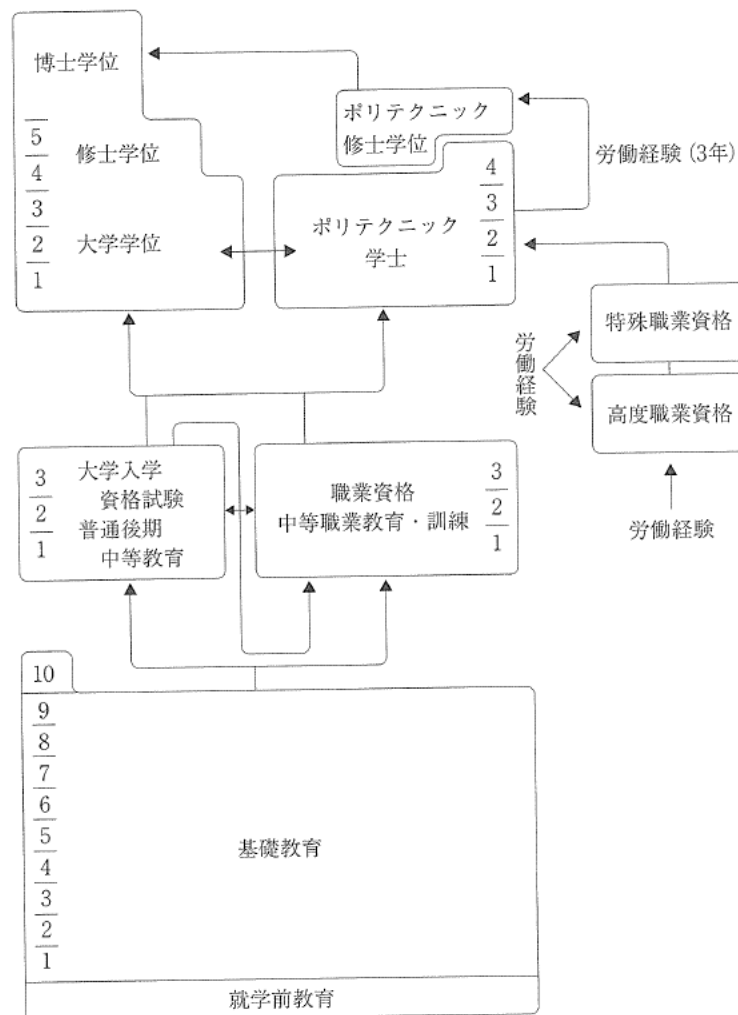 博士学位
ポリテクニック
修士学位
労働経験 (3年)
5
4
3
2
1
修士学位
大学学位
ポリテクニック
学士
4
3
2
1
特殊職業資格
労働経験
高度職業資格
労働経験
3
2
1
大学入学
資格試験
普通後期
中等教育
職業資格
中等職業教育・訓練
3
2
1
10
9
8
7
6
5
4
3
2
1
基礎教育
就学前教育